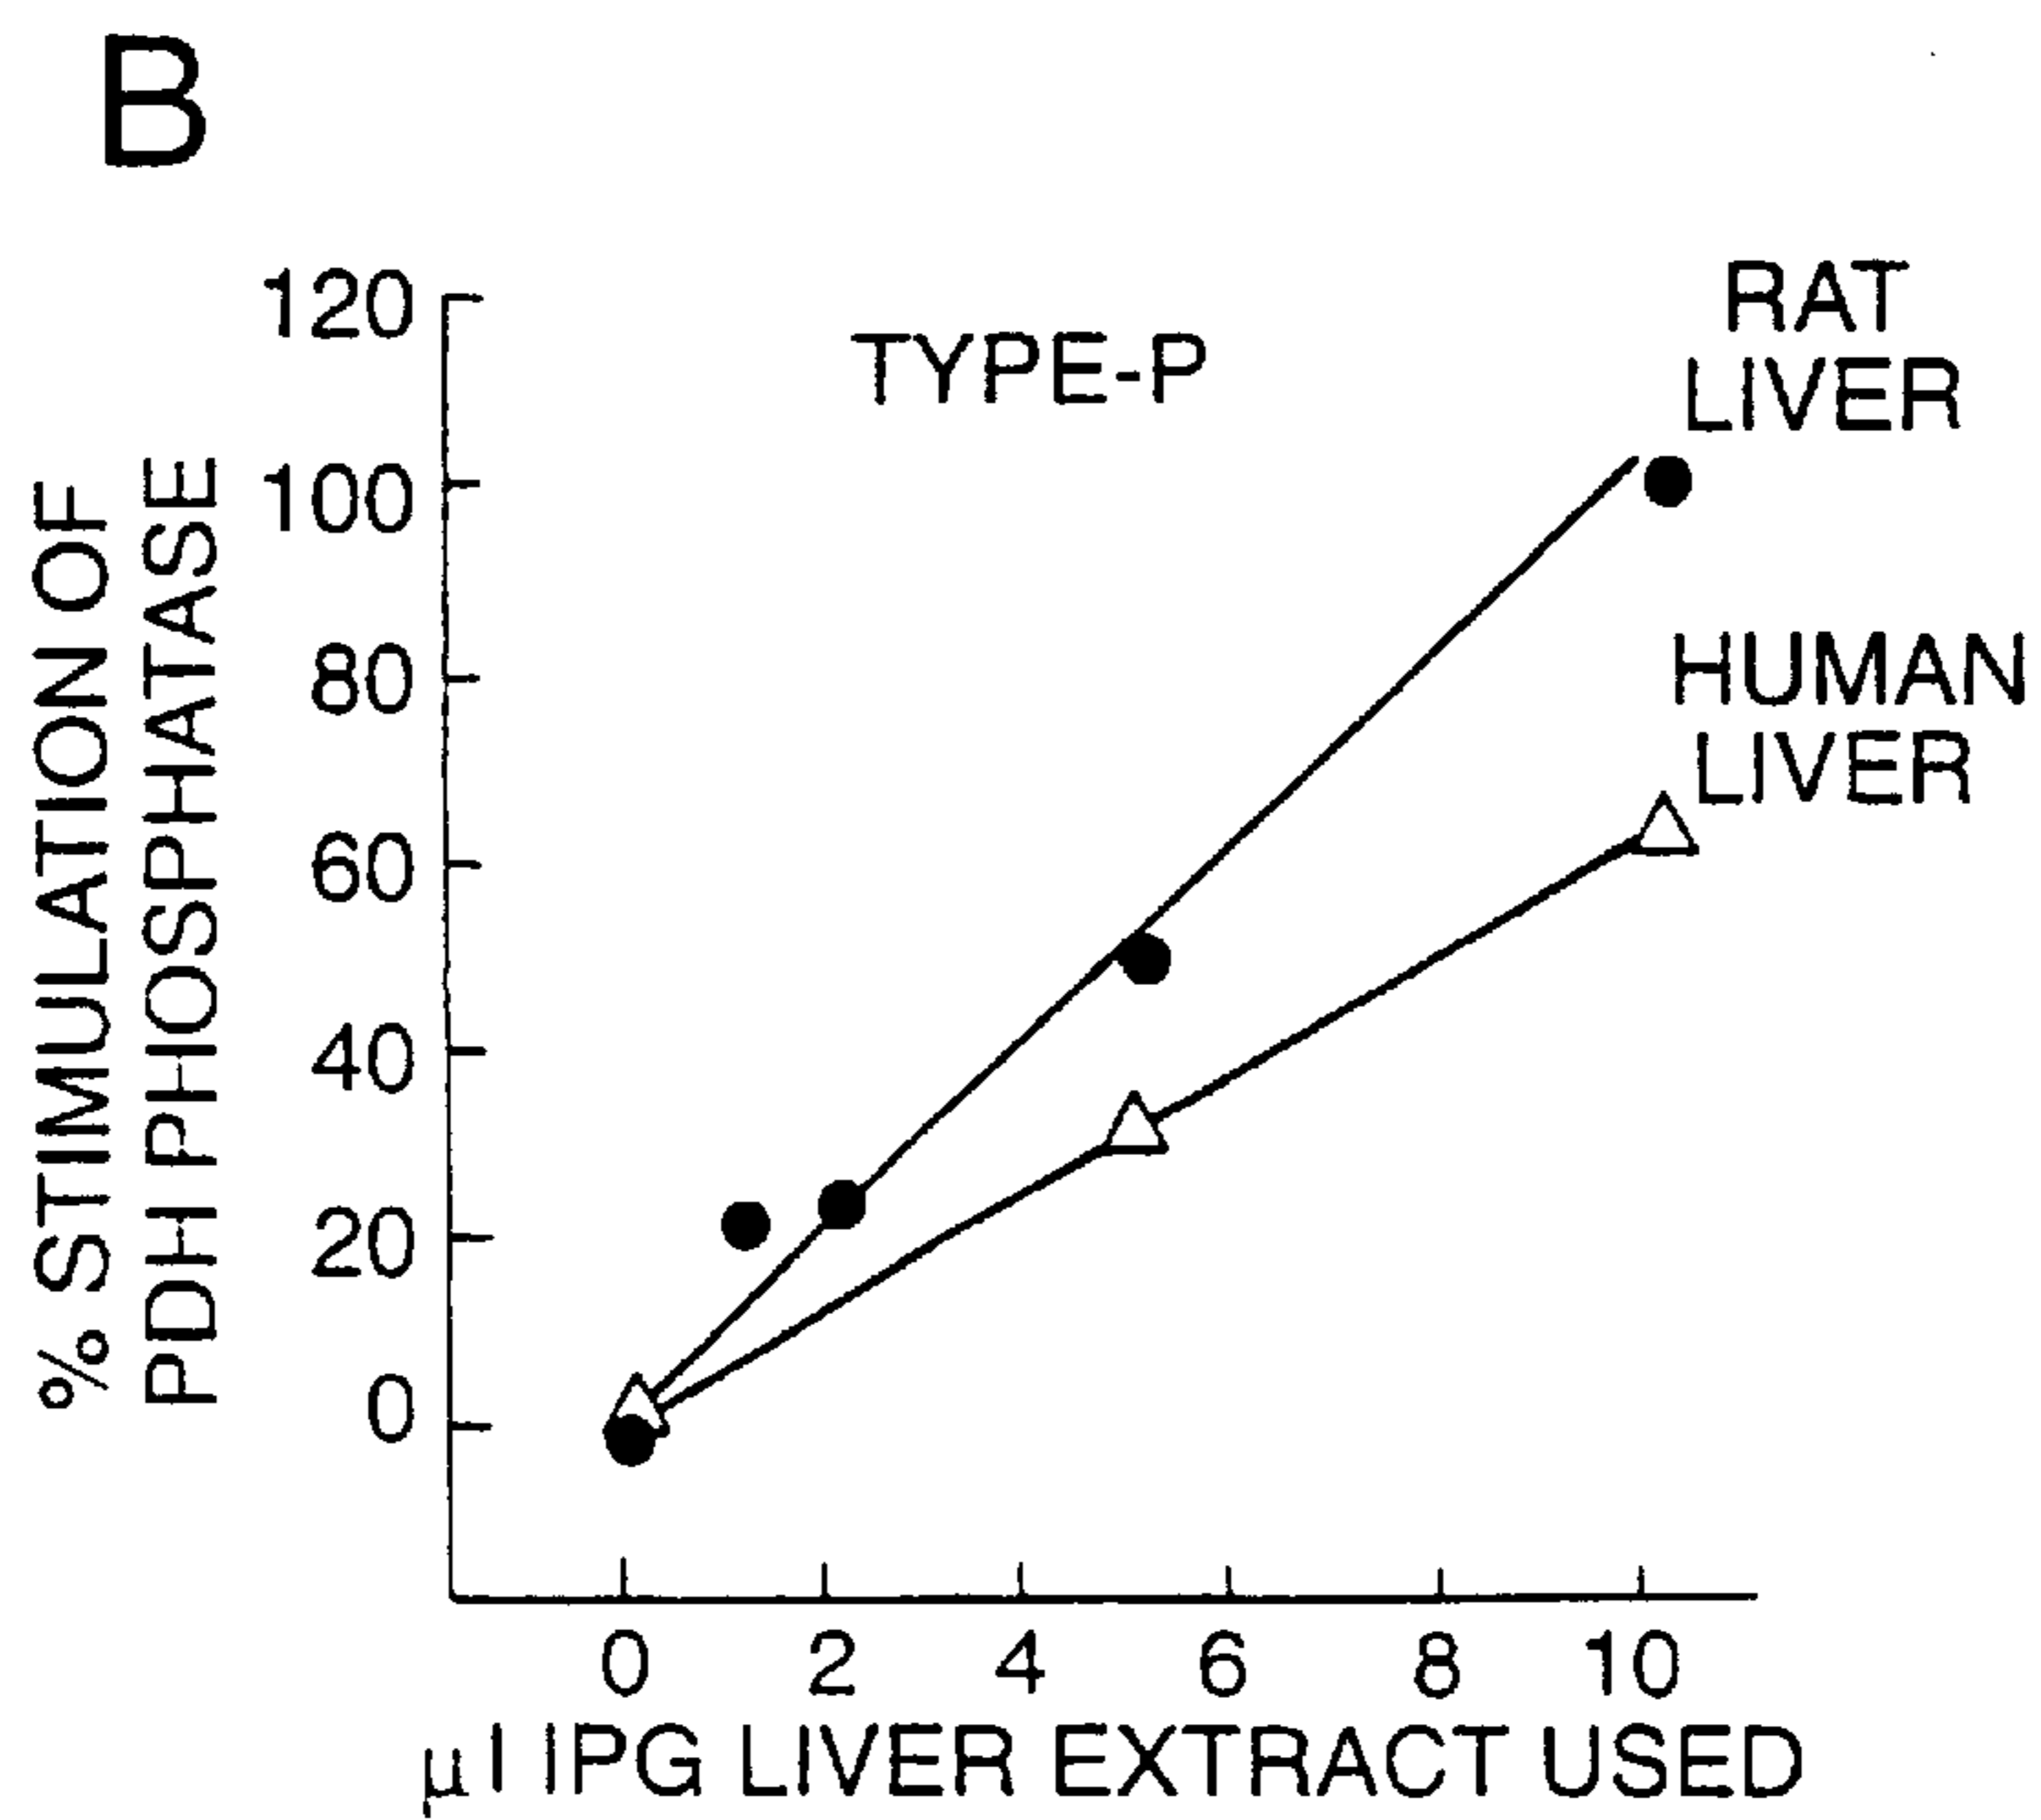 B
% STIMULATION OF
PDH PHOSPHATASE
120
100
80
60
40
20
0
TYPE-P
RAT
LIVER
HUMAN
LIVER
0 2 4 6 8 10
µl IPG LIVER EXTRACT USED